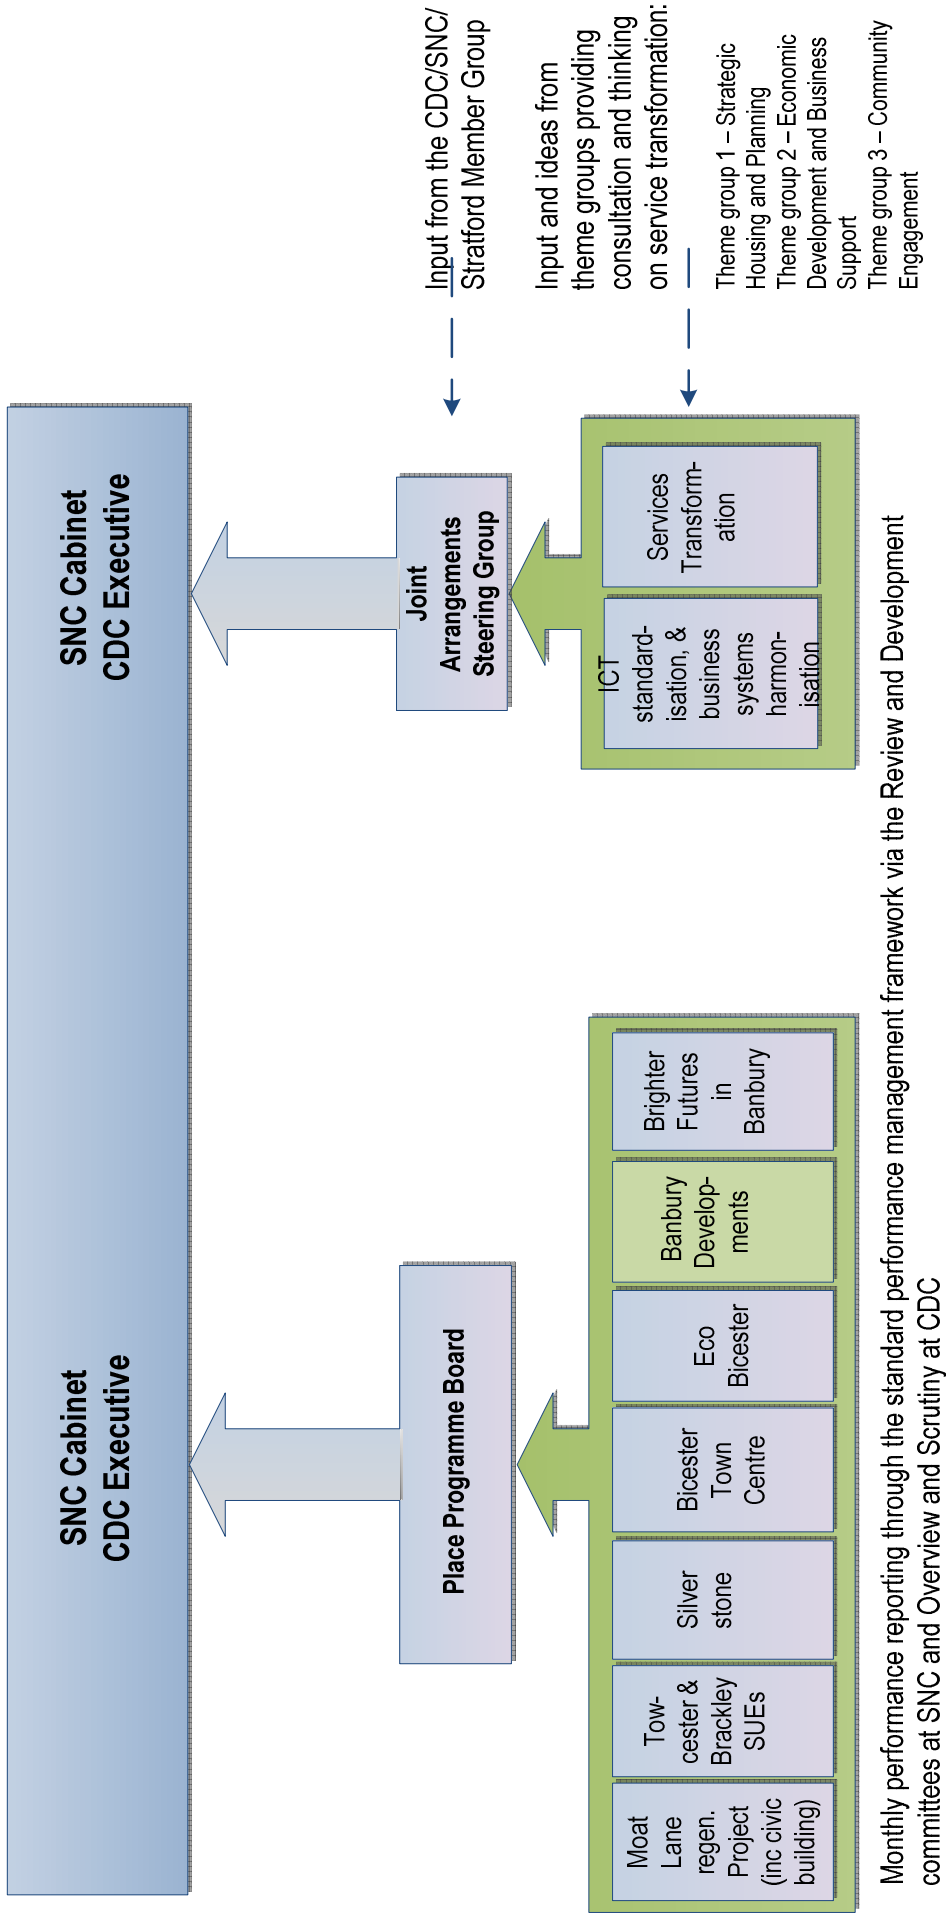 SNC Cabinet
CDC Executive
SNC Cabinet
CDC Executive
Place Programme Board
Joint
Arrangements
Steering Group
Input from the CDC/SNC/
Stratford Member Group
Moat
Lane
regen.
Project
(inc civic
building)
Tow-
cester &
Brackley
SUEs
Silver
stone
Bicester
Town
Centre
Eco
Bicester
Banbury
Develop-
ments
Brighter
Futures
in
Banbury
ICT
standard-
isation, &
business
systems
harmon-
isation
Services
Transform-
ation
Input and ideas from
theme groups providing
consultation and thinking
on service transformation:
Theme group 1 – Strategic
Housing and Planning
Theme group 2 – Economic
Development and Business
Support
Theme group 3 – Community
Engagement
Monthly performance reporting through the standard performance management framework via the Review and Development
committees at SNC and Overview and Scrutiny at CDC